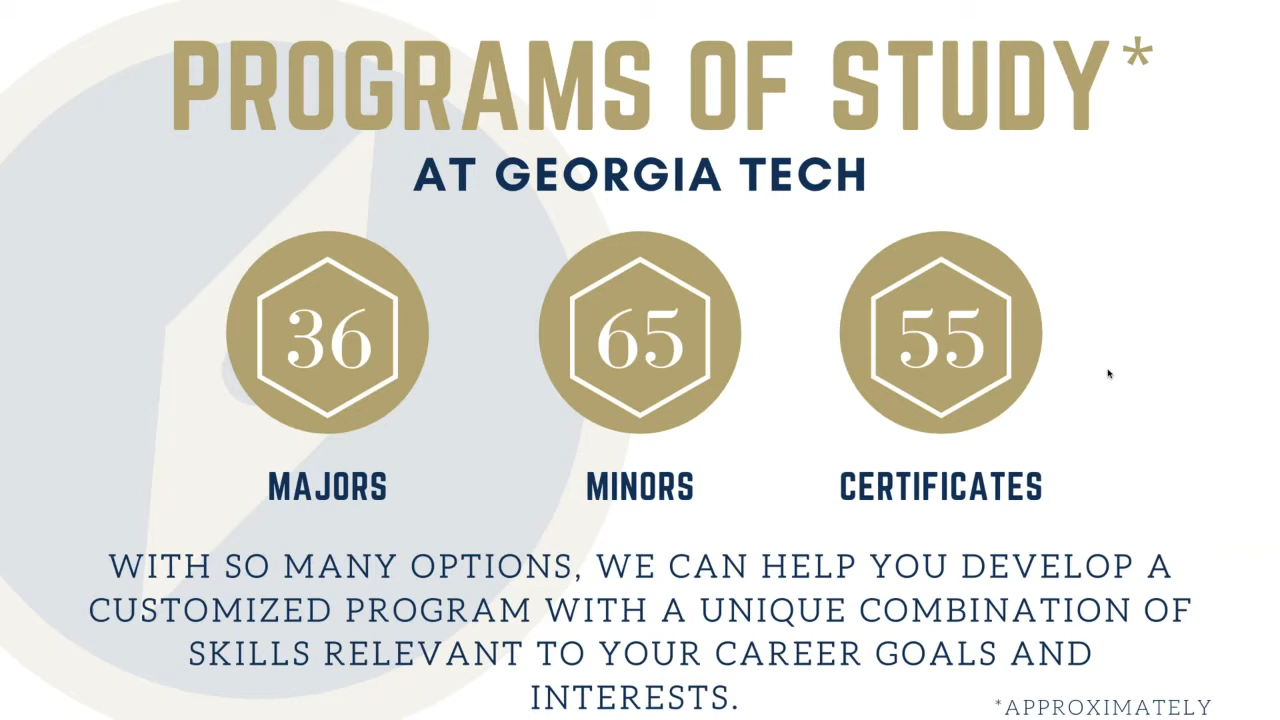 PROGRAMS OF STUDY*
AT GEORGIA TECH
36
65
55
MAJORS
MINORS
CERTIFICATES
WITH SO MANY OPTIONS, WE CAN HELP YOU DEVELOP A
CUSTOMIZED PROGRAM WITH A UNIQUE COMBINATION OF
SKILLS RELEVANT TO YOUR CAREER GOALS AND
INTERESTS.
*APPROXIMATELY